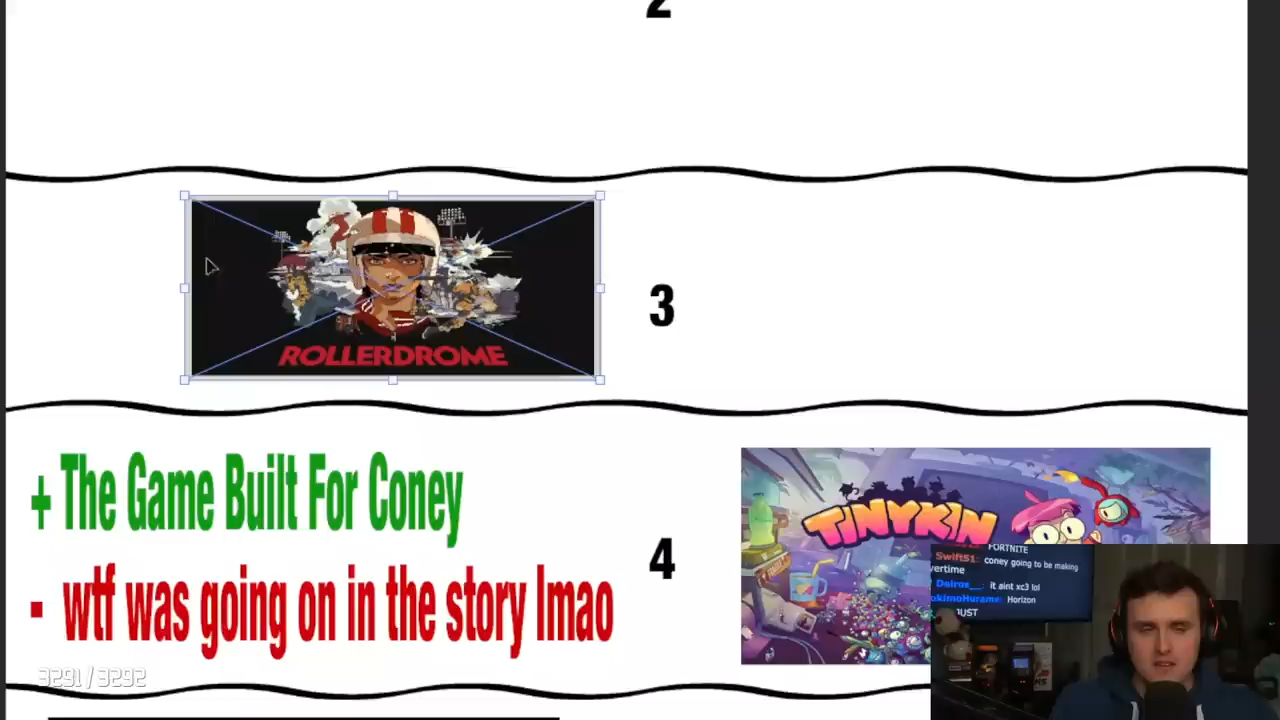 2
ROLLERDROME
3
+ The Game Built For Coney
- wtf was going on in the story lmao
4
TINYKIN
FORTNITE
Swift51: coney going to be making
vertime
it aint xc3 lol
Horizon
JUST
3291/3292